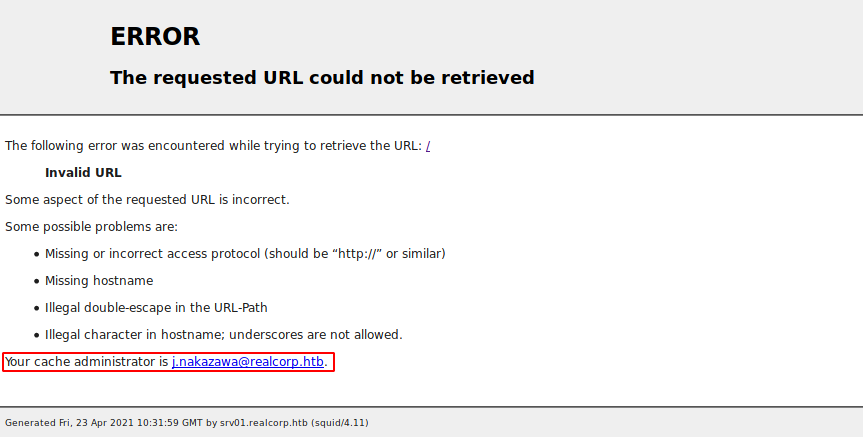 ERROR
The requested URL could not be retrieved
The following error was encountered while trying to retrieve the URL: /
Invalid URL
Some aspect of the requested URL is incorrect.
Some possible problems are:
• Missing or incorrect access protocol (should be “http://” or similar)
• Missing hostname
• Illegal double-escape in the URL-Path
• Illegal character in hostname; underscores are not allowed.
Your cache administrator is j.nakazawa@realcorp.htb.
Generated Fri, 23 Apr 2021 10:31:59 GMT by srv01.realcorp.htb (squid/4.11)